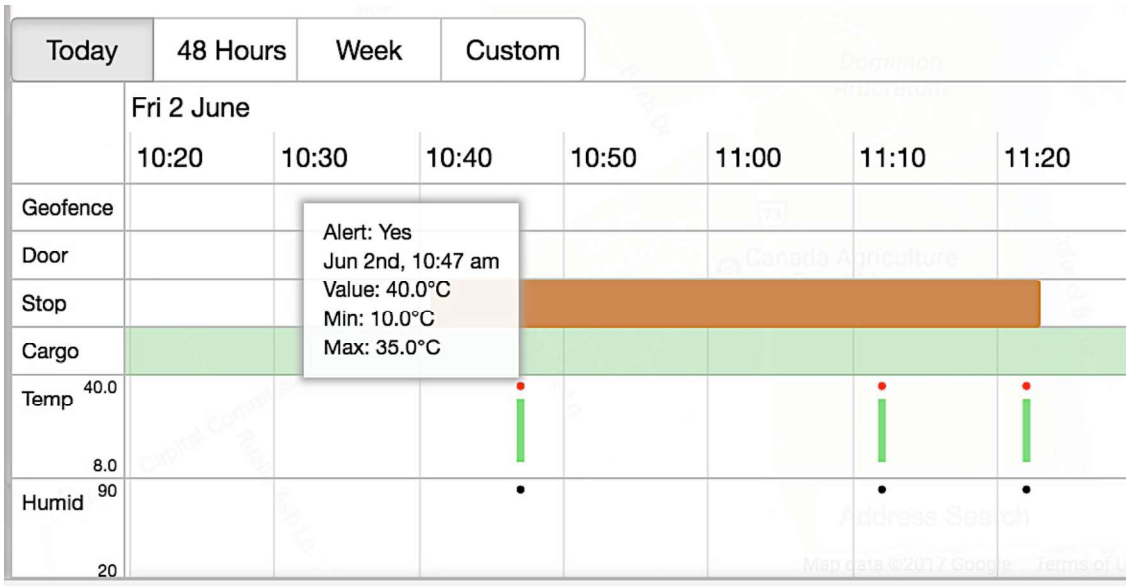 Today 48 Hours Week Custom
Fri 2 June
10:20 10:30 10:40 10:50 11:00 11:10 11:20
Geofence
Door
Stop
Cargo
Temp 40.0
8.0
Humid 90
20
Alert: Yes
Jun 2nd, 10:47 am
Value: 40.0°C
Min: 10.0°C
Max: 35.0°C
Dominion
Arboretum
73
Canada Agriculture
Address Search
Map data ©2017 Google Terms of U